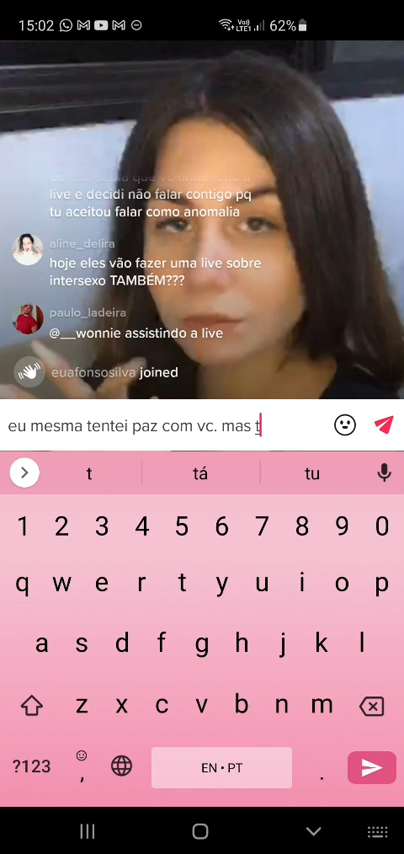 15:02
Vo)) LTE1 62%
live e decidi não falar contigo pq
tu aceitou falar como anomalia
aline_delira
hoje eles vão fazer uma live sobre
intersexo TAMBÉM???
paulo_ladeira
@__wonnie assistindo a live
euafonsosilva joined
eu mesma tentei paz com vc. mas t
t tá tu
1 2 3 4 5 6 7 8 9 0
q w e r t y u i o p
a s d f g h j k l
z x c v b n m
?123 , EN • PT .